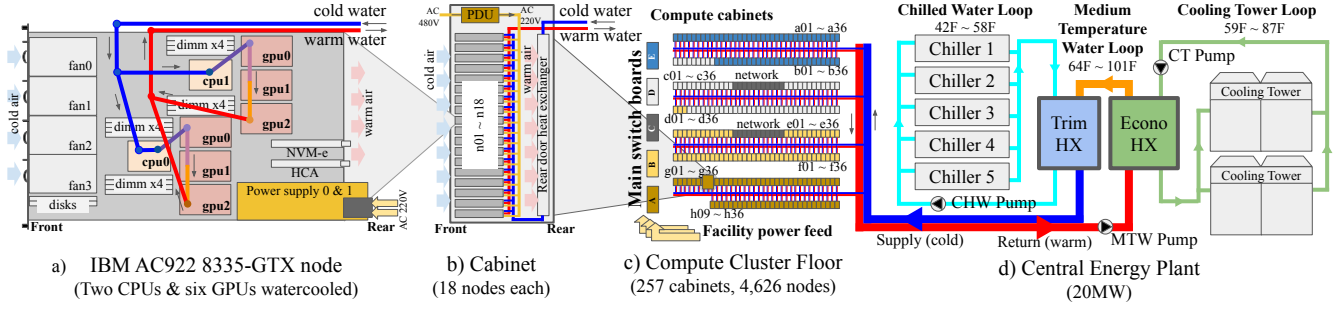 cold water
warm water
dimm x4
gpu0
cpu1
gpu1
fan0
dimm x4
fan1
gpu2
dimm x4
gpu0
fan2
cpu0
NVM-e
gpu1
HCA
fan3
dimm x4
Power supply 0 & 1
disks
gpu2
cold air
warm air
AC 220V
Front
Rear
a) IBM AC922 8335-GTX node
(Two CPUs & six GPUs watercooled)
AC
480V
PDU
AC
220V
cold water
warm water
cold air
n01 ~ n18
warm air
Rear door heat exchanger
Front
Rear
b) Cabinet
(18 nodes each)
Compute cabinets
Main switch boards
a01 ~ a36
E
b01 ~ b36
c01 ~ c36
network
D
d01 ~ d36
network
e01 ~ e36
C
B
g01 ~ g36
f01 ~ f36
A
h09 ~ h36
Facility power feed
c) Compute Cluster Floor
(257 cabinets, 4,626 nodes)
Chilled Water Loop
42F ~ 58F
Chiller 1
Chiller 2
Chiller 3
Chiller 4
Chiller 5
CHW Pump
Supply (cold)
Return (warm)
MTW Pump
Medium
Temperature
Water Loop
64F ~ 101F
Trim
HX
Econo
HX
Cooling Tower Loop
59F ~ 87F
CT Pump
Cooling Tower
Cooling Tower
d) Central Energy Plant
(20MW)